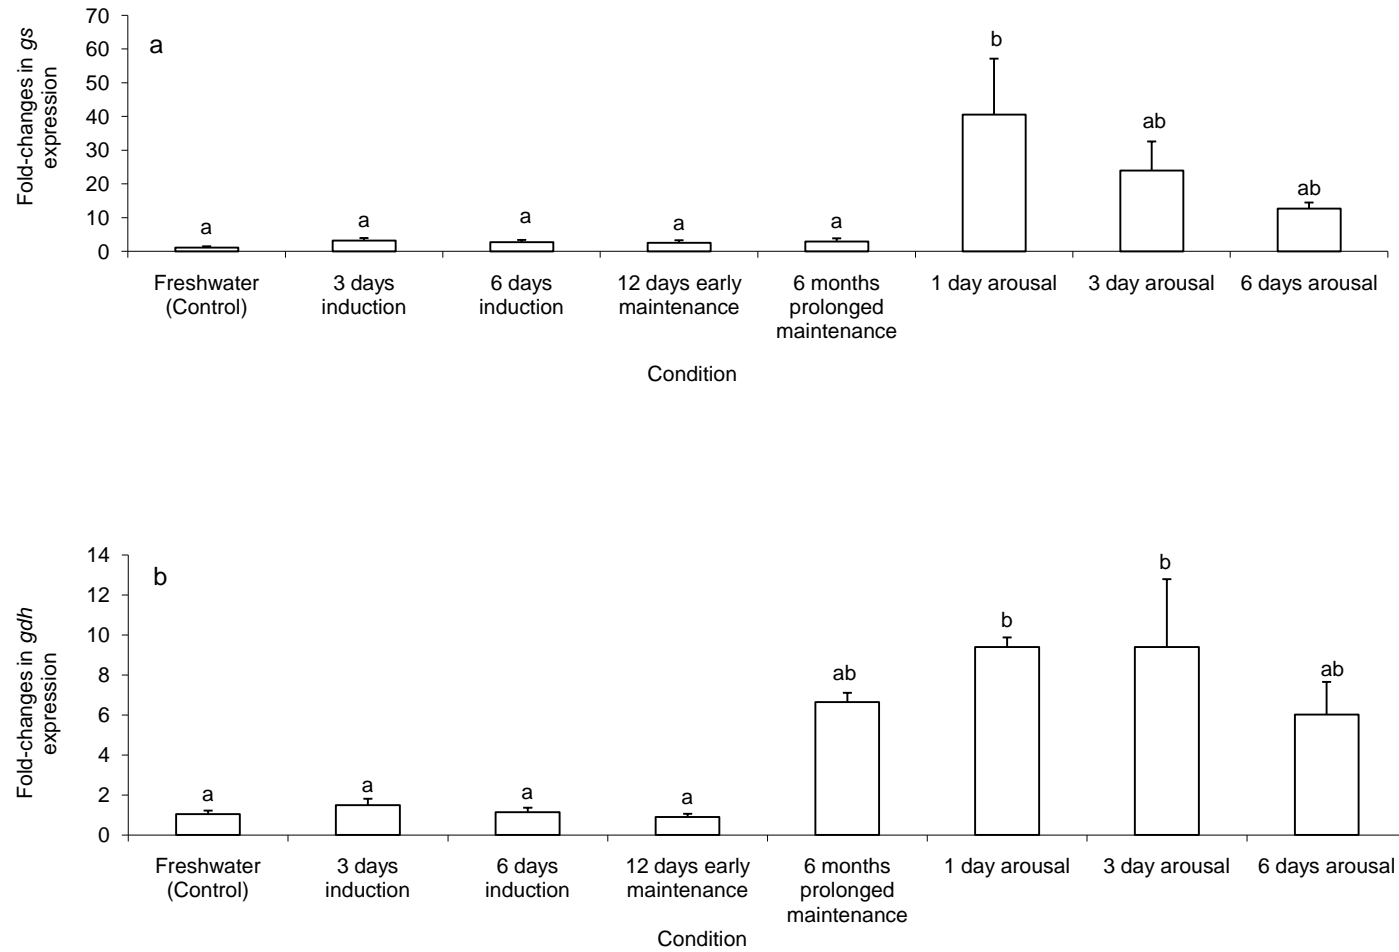 Fold-changes in gs
expression
70
60
50
40
30
20
10
0
a
a
a
a
a
a
b
ab
ab
Freshwater
(Control)
3 days
induction
6 days
induction
12 days early
maintenance
6 months
prolonged
maintenance
1 day arousal
3 day arousal
6 days arousal
Condition
Fold-changes in gdh
expression
14
12
10
8
6
4
2
0
b
a
a
a
a
ab
b
b
ab
Freshwater
(Control)
3 days
induction
6 days
induction
12 days early
maintenance
6 months
prolonged
maintenance
1 day arousal
3 day arousal
6 days arousal
Condition